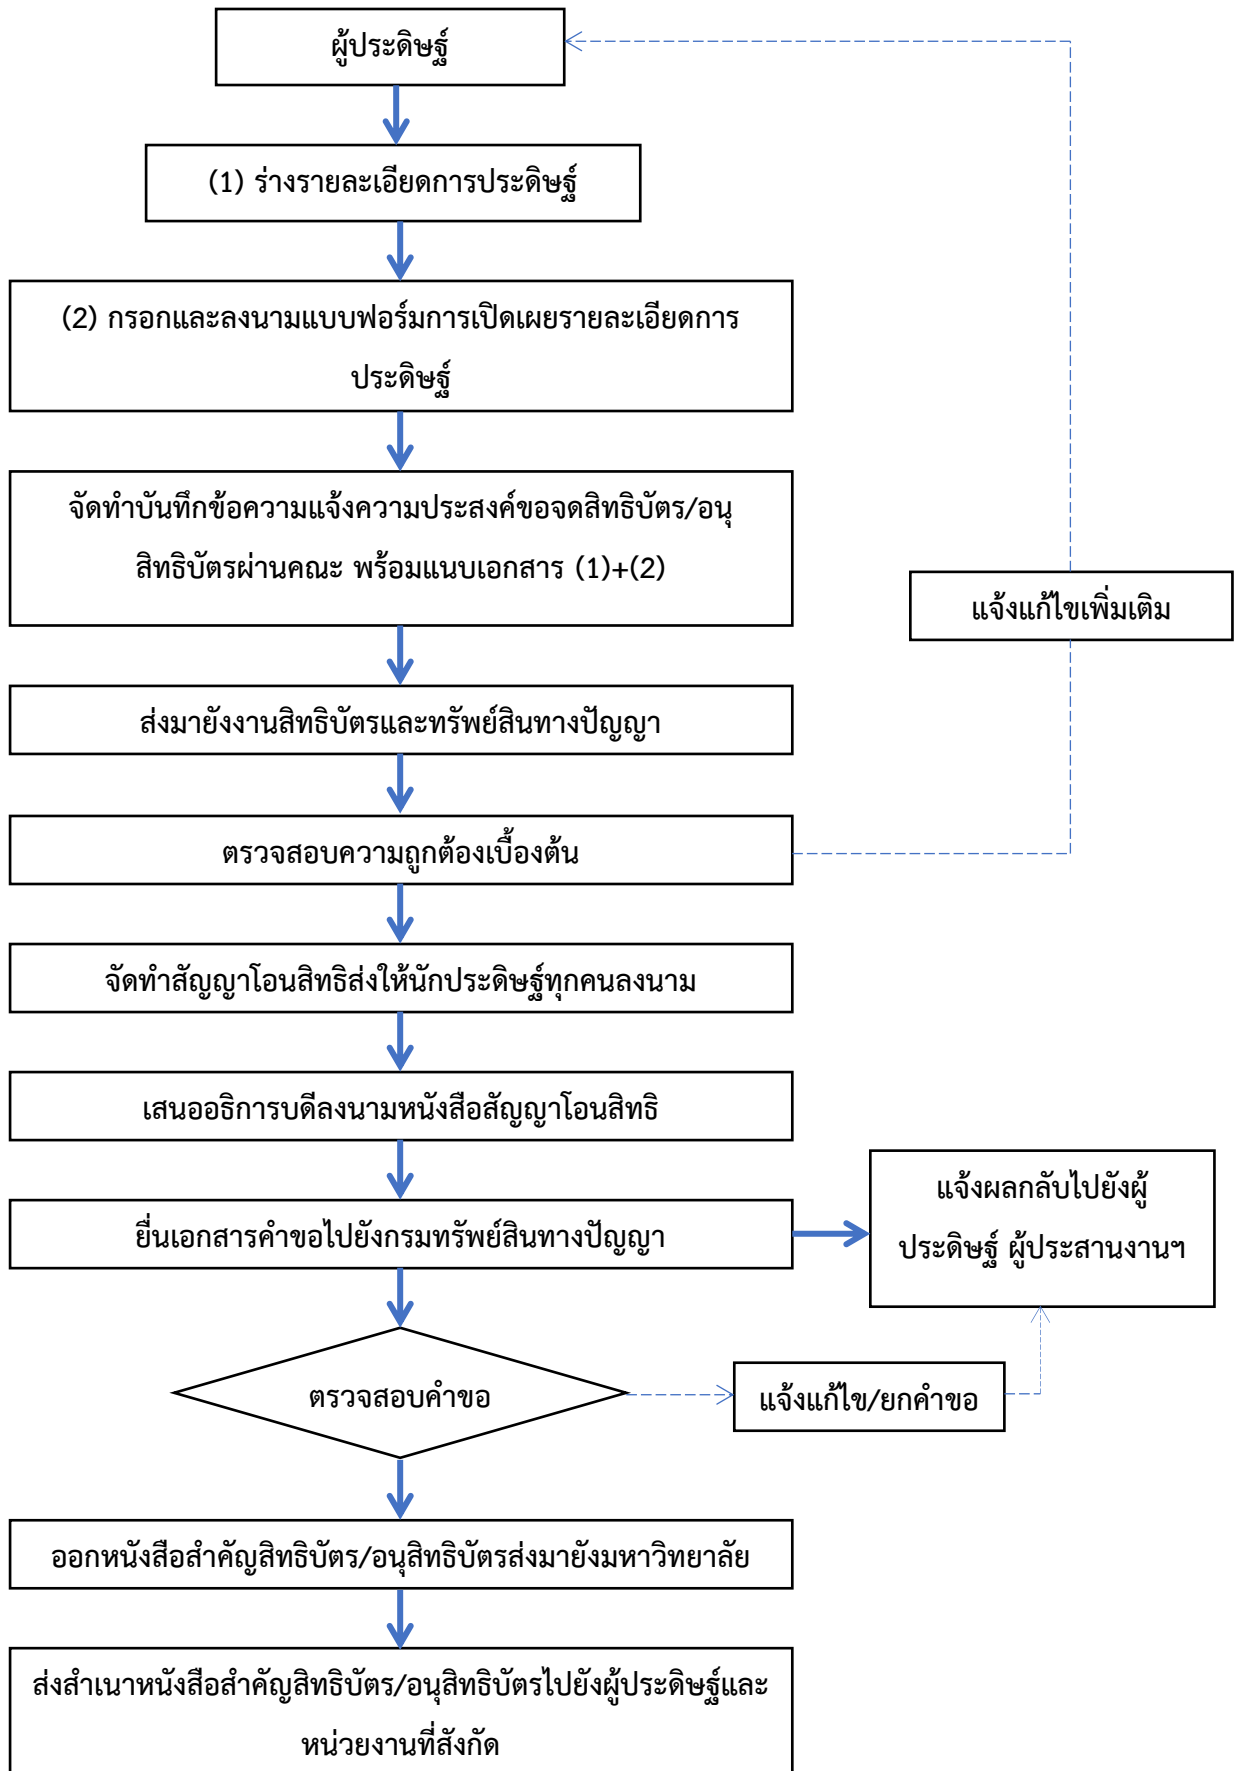 ผู้ประดิษฐ์
(1) ร่างรายละเอียดการประดิษฐ์
(2) กรอกและลงนามแบบฟอร์มการเปิดเผยรายละเอียดการ
ประดิษฐ์
จัดทำบันทึกข้อความแจ้งความประสงค์ขอจดสิทธิบัตร/อนุ
สิทธิบัตรผ่านคณะ พร้อมแนบเอกสาร (1)+(2)
แจ้งแก้ไขเพิ่มเติม
ส่งมายังงานสิทธิบัตรและทรัพย์สินทางปัญญา
ตรวจสอบความถูกต้องเบื้องต้น
จัดทำสัญญาโอนสิทธิส่งให้นักประดิษฐ์ทุกคนลงนาม
เสนออธิการบดีลงนามหนังสือสัญญาโอนสิทธิ
ยื่นเอกสารคำขอไปยังกรมทรัพย์สินทางปัญญา
แจ้งผลกลับไปยังผู้
ประดิษฐ์ ผู้ประสานงานฯ
ตรวจสอบคำขอ
แจ้งแก้ไข/ยกคำขอ
ออกหนังสือสำคัญสิทธิบัตร/อนุสิทธิบัตรส่งมายังมหาวิทยาลัย
ส่งสำเนาหนังสือสำคัญสิทธิบัตร/อนุสิทธิบัตรไปยังผู้ประดิษฐ์และ
หน่วยงานที่สังกัด